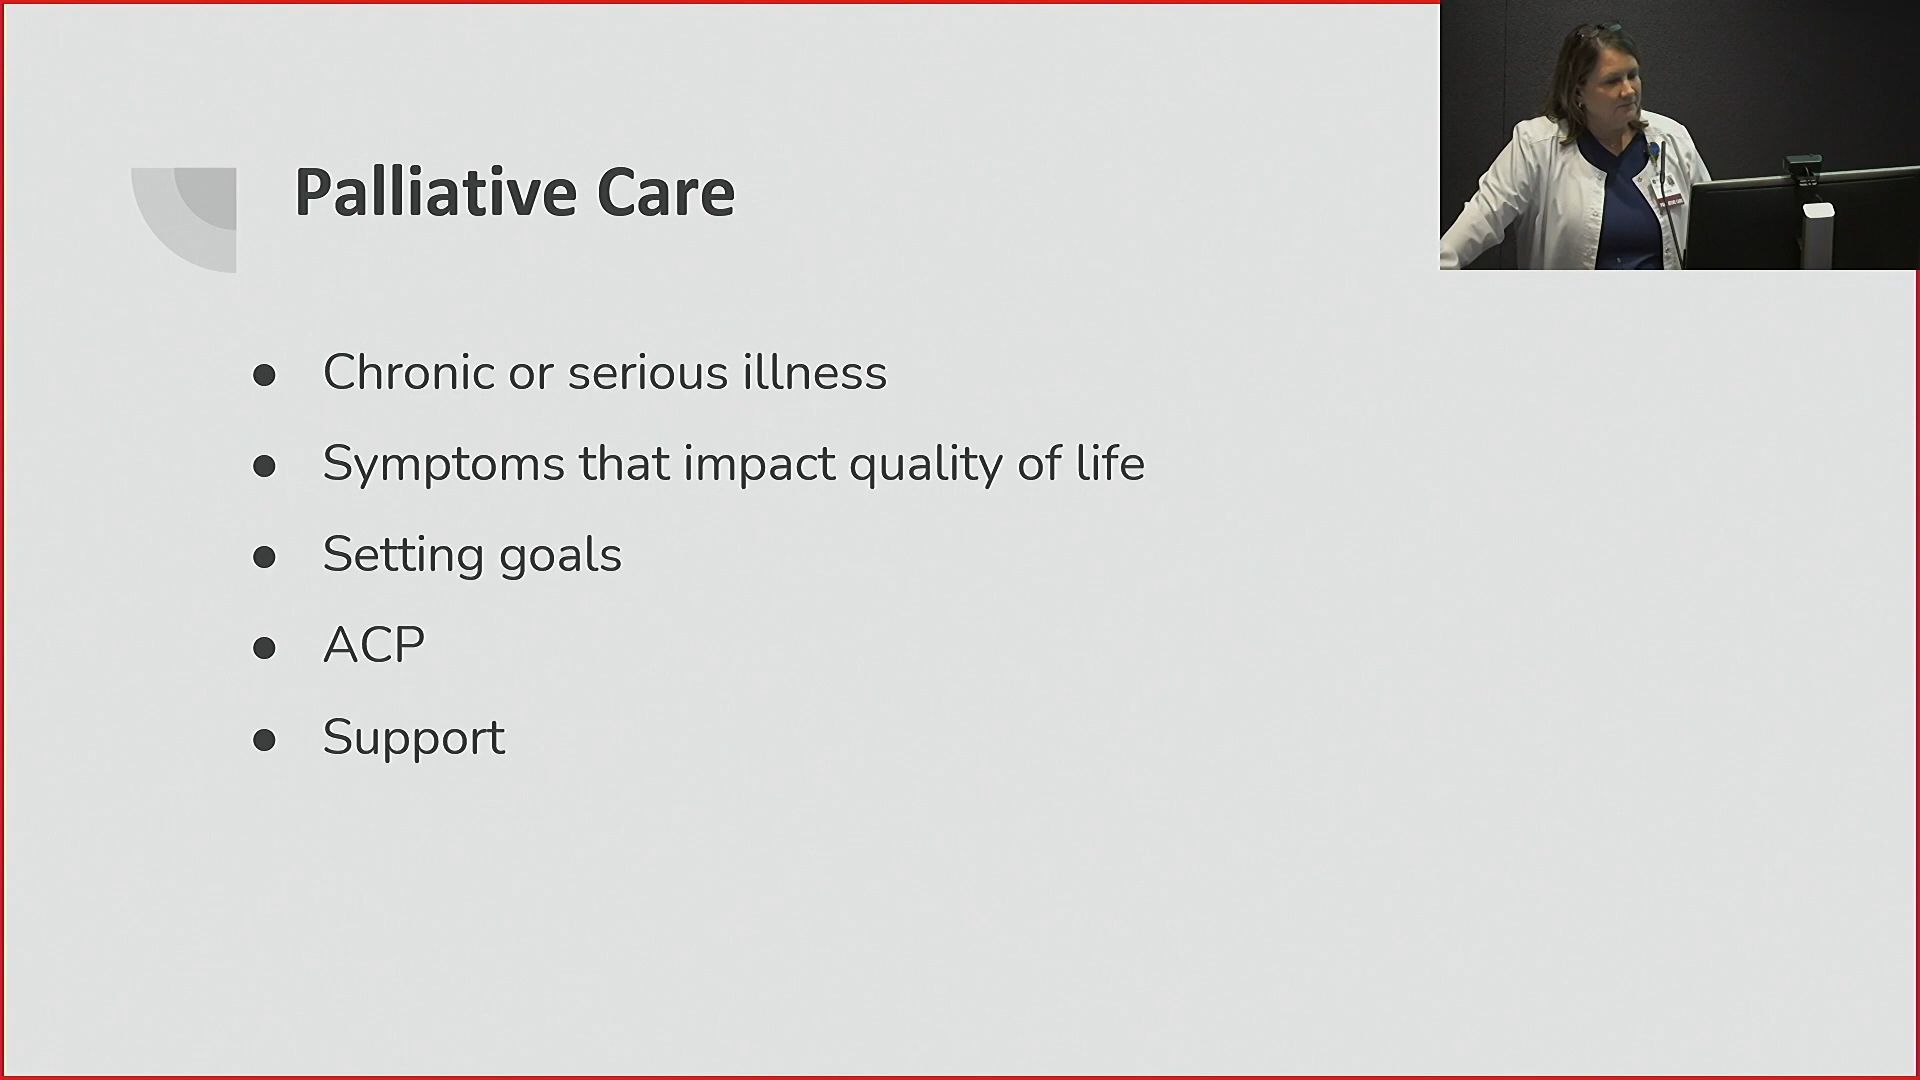 Palliative Care
● Chronic or serious illness
● Symptoms that impact quality of life
● Setting goals
● ACP
● Support